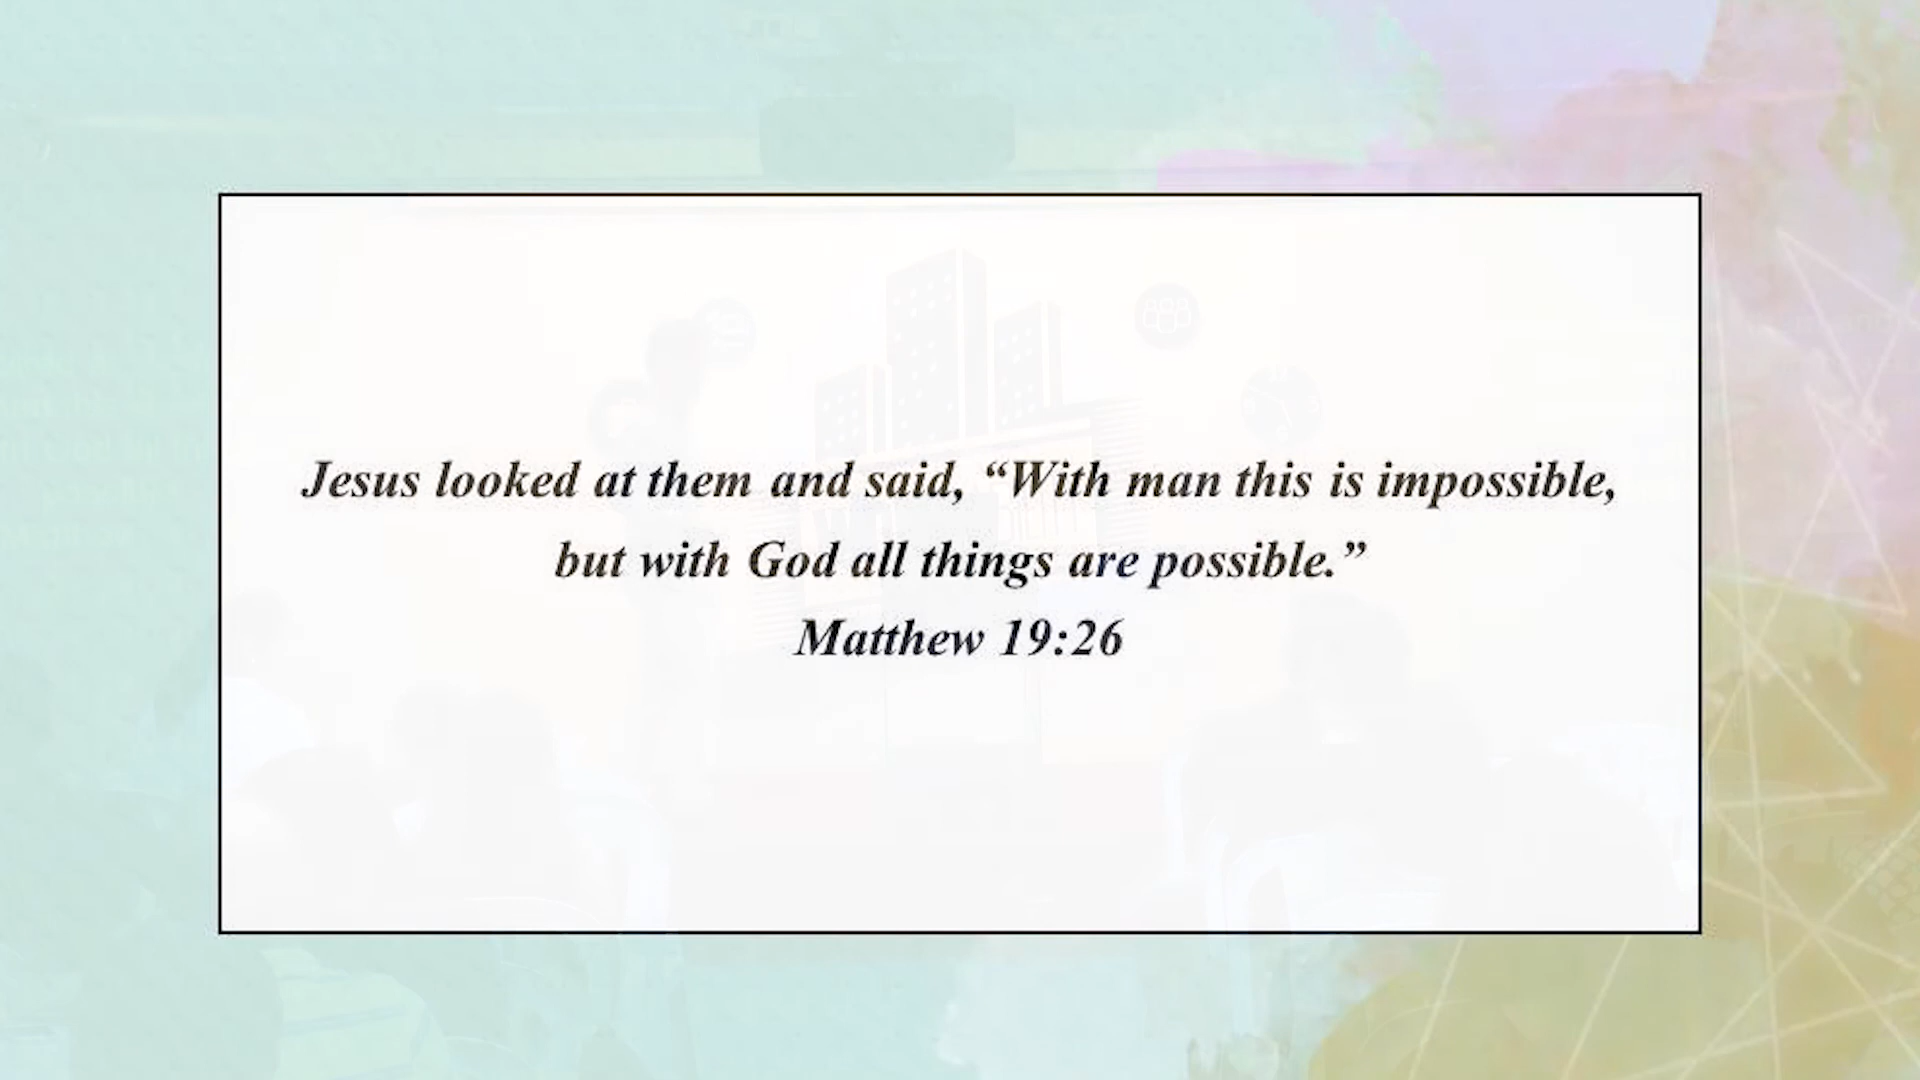 Jesus looked at them and said, “With man this is impossible,
but with God all things are possible.”
Matthew 19:26